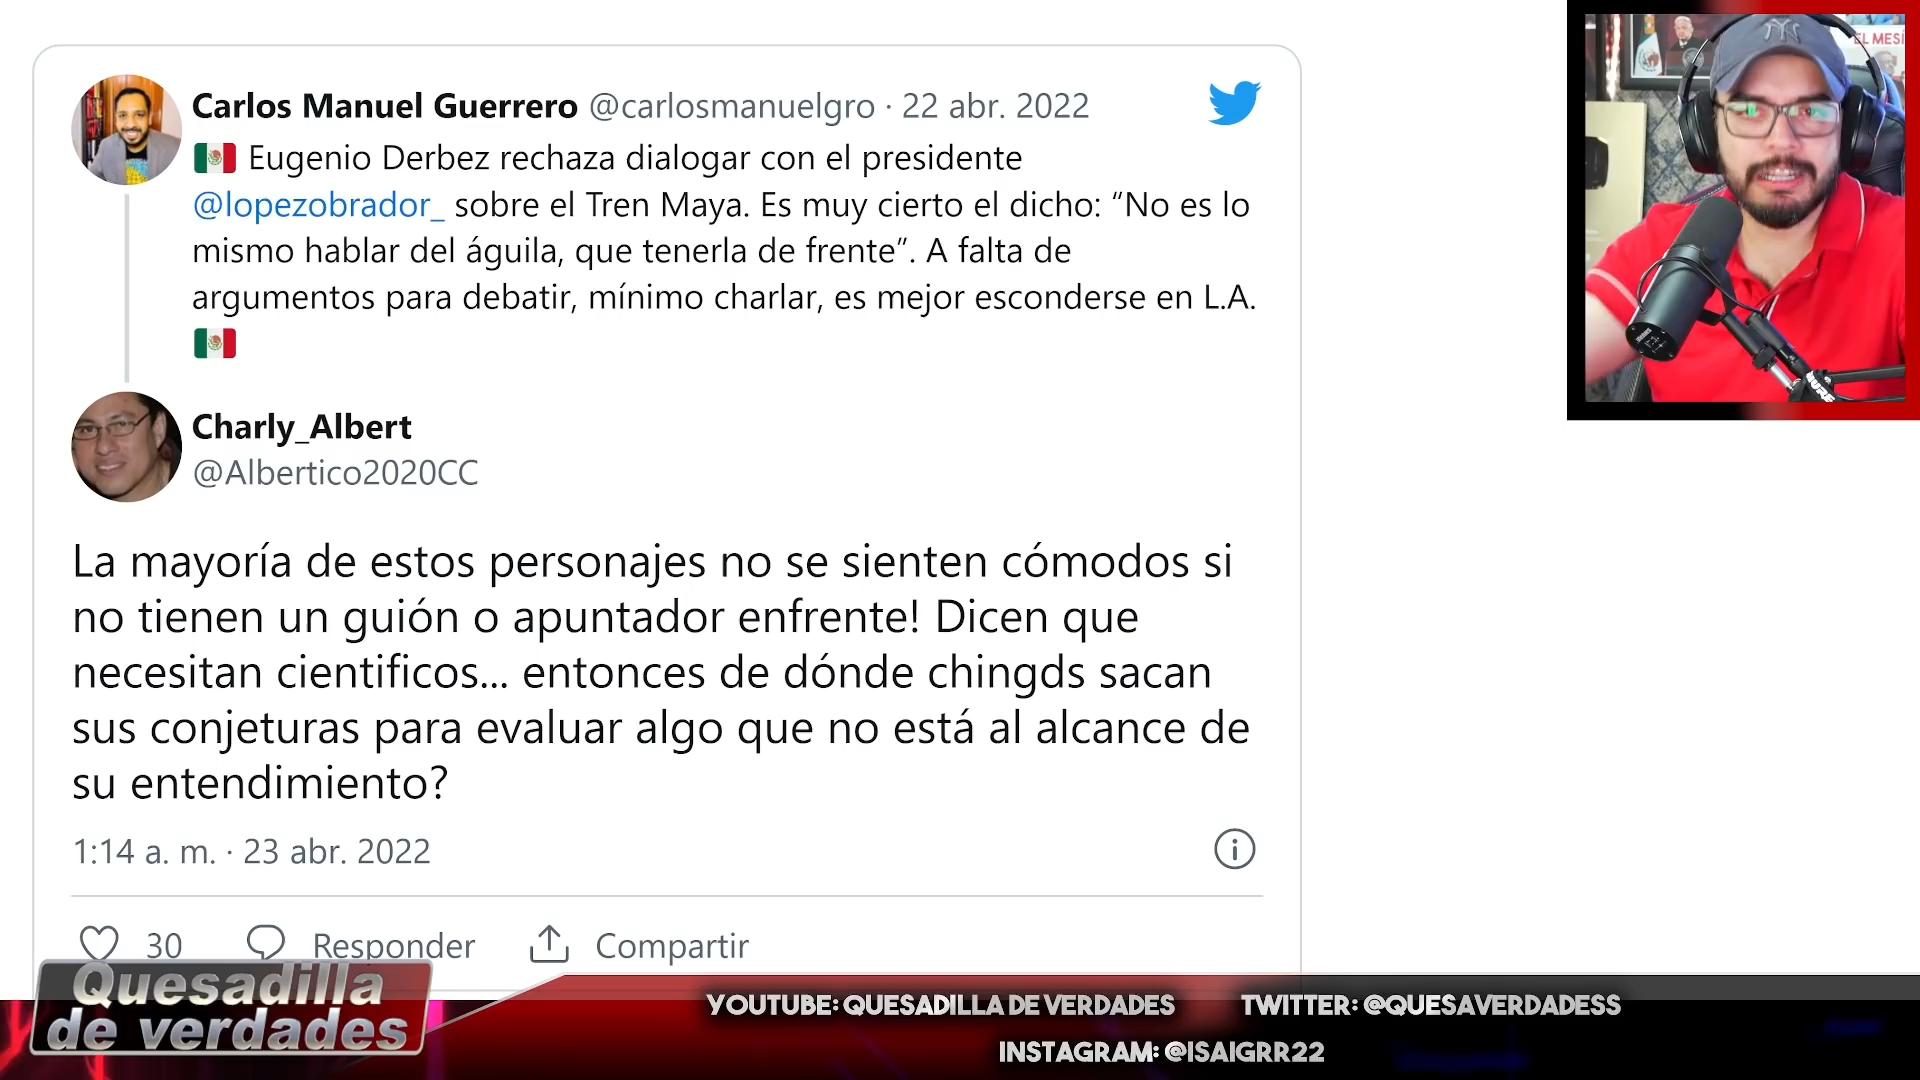 Carlos Manuel Guerrero @carlosmanuelgro · 22 abr. 2022
🇲🇽 Eugenio Derbez rechaza dialogar con el presidente
@lopezobrador_ sobre el Tren Maya. Es muy cierto el dicho: “No es lo
mismo hablar del águila, que tenerla de frente”. A falta de
argumentos para debatir, mínimo charlar, es mejor esconderse en L.A.
🇲🇽
Charly_Albert
@Albertico2020CC
La mayoría de estos personajes no se sienten cómodos si
no tienen un guión o apuntador enfrente! Dicen que
necesitan cientificos... entonces de dónde chingds sacan
sus conjeturas para evaluar algo que no está al alcance de
su entendimiento?
1:14 a. m. · 23 abr. 2022
30 Responder Compartir
EL MESÍ
Quesadilla
de verdades
YOUTUBE: QUESADILLA DE VERDADES TWITTER: @QUESAVERDADESS
INSTAGRAM: @ISAIGRR22